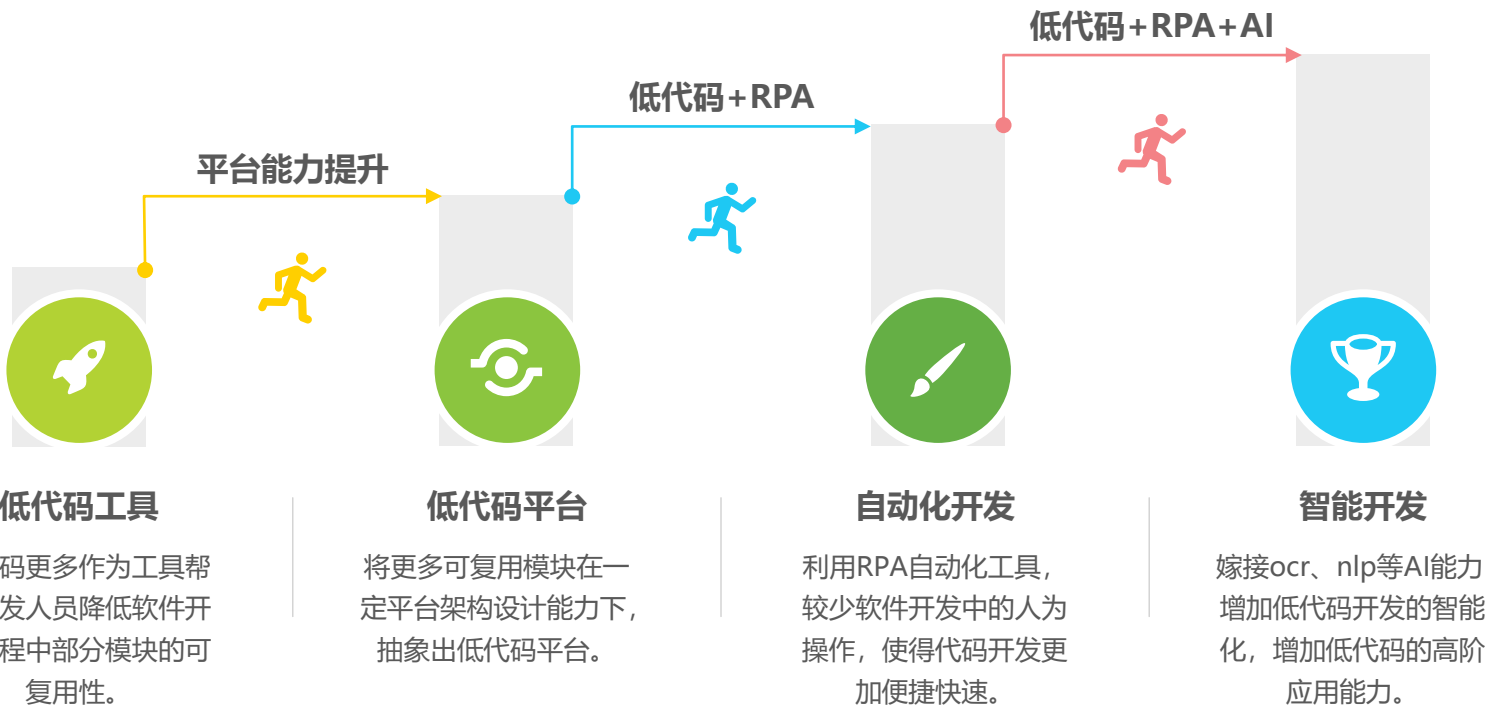 低代码+RPA+AI
低代码+RPA
平台能力提升
低代码工具
码更多作为工具帮
发人员降低软件开
程中部分模块的可
复用性。
低代码平台
将更多可复用模块在一
定平台架构设计能力下，
抽象出低代码平台。
自动化开发
利用RPA自动化工具，
较少软件开发中的人为
操作，使得代码开发更
加便捷快速。
智能开发
嫁接ocr、nlp等AI能力
增加低代码开发的智能
化，增加低代码的高阶
应用能力。